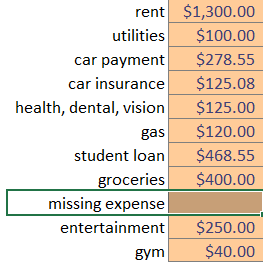 rent $1,300.00
utilities $100.00
car payment $278.55
car insurance $125.08
health, dental, vision $125.00
gas $120.00
student loan $468.55
groceries $400.00
missing expense
entertainment $250.00
gym $40.00